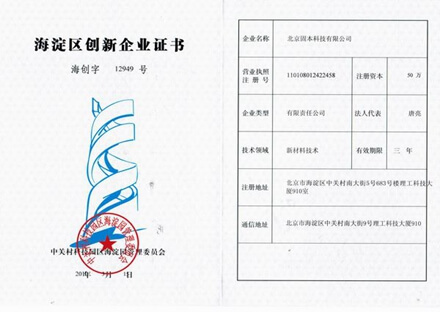 海淀区创新企业证书
海创字 12949 号
中关村科技园区海淀园管理委员会
企业名称 北京固本科技有限公司
营业执照注册号 110108012422458 注册资本 50 万
企业类型 有限责任公司 法人代表 唐亮
技术领域 新材料技术 有效期限 三 年
注册地址 北京市海淀区中关村南大街5号683号楼理工科技大
厦910室
通信地址 北京市海淀区中关村南大街9号理工科技大厦910